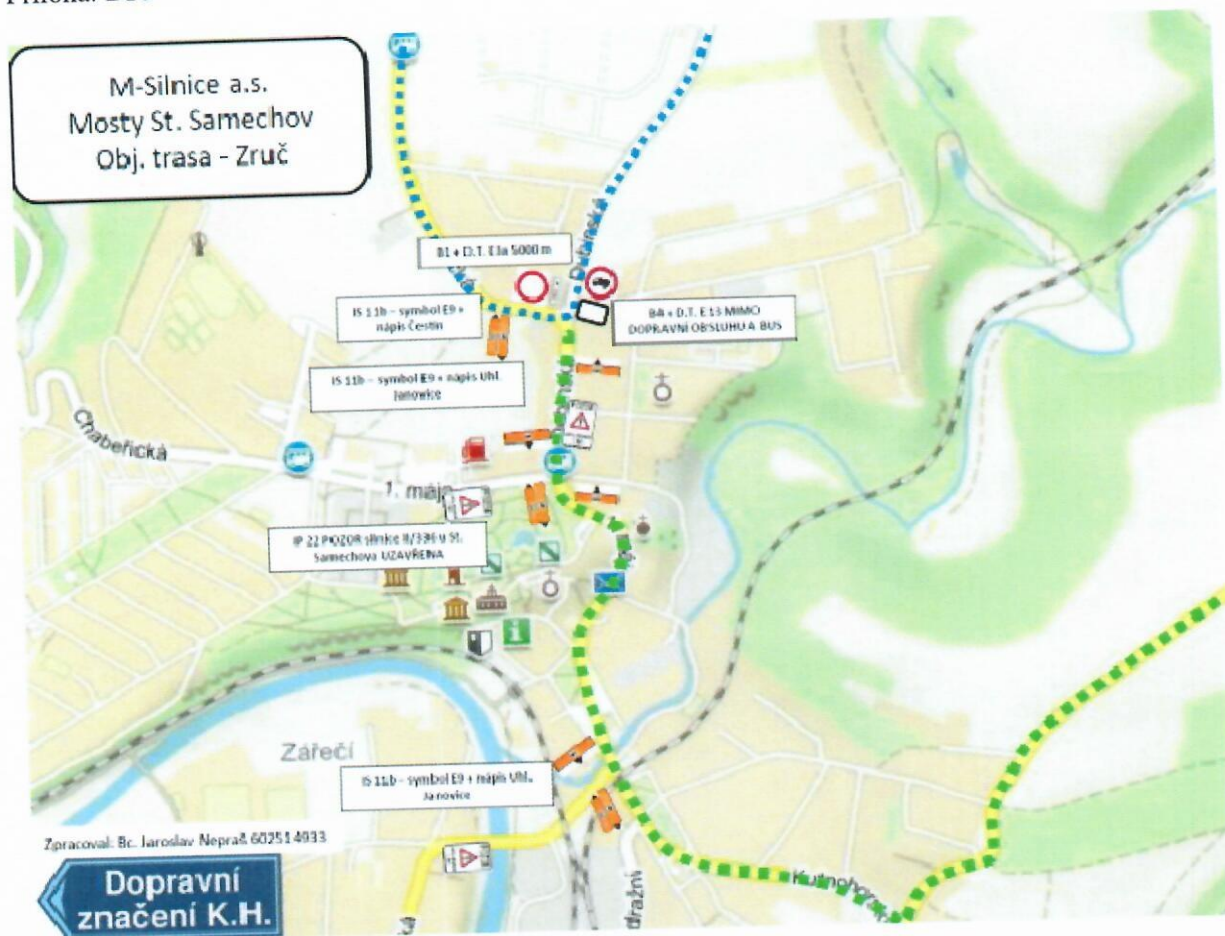 M-Silnice a.s.
Mosty St. Samechov
Obj. trasa - Zruč
B1 + D.T. E3a 5000 m
IS 11b – symbol E9 +
nápis Čestín
B4 + D.T. E13 MIMO
DOPRAVNÍ OBSLUHU A BUS
IS 11b – symbol E9 + nápis Uhl.
Janovice
Chabeřická
1. máje
IP 22 POZOR silnice II/336 u St.
Samechova UZAVŘENA
Zářečí
IS 11b – symbol E9 + nápis Uhl.
Janovice
Zpracoval: Bc. Jaroslav Nepraš 602514933
Dopravní
značení K.H.